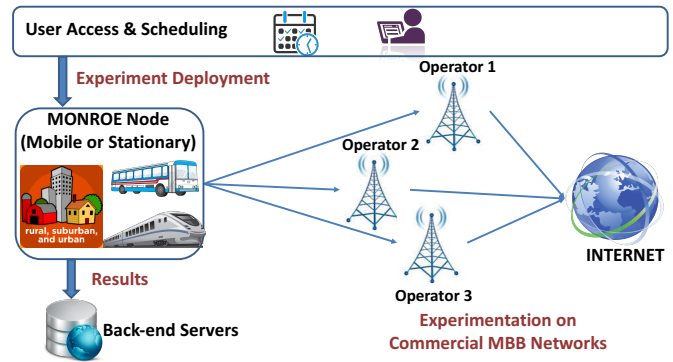 User Access & Scheduling
Experiment Deployment
Operator 1
MONROE Node
(Mobile or Stationary)
Operator 2
rural, suburban,
and urban
INTERNET
Results
Operator 3
Back-end Servers
Experimentation on
Commercial MBB Networks